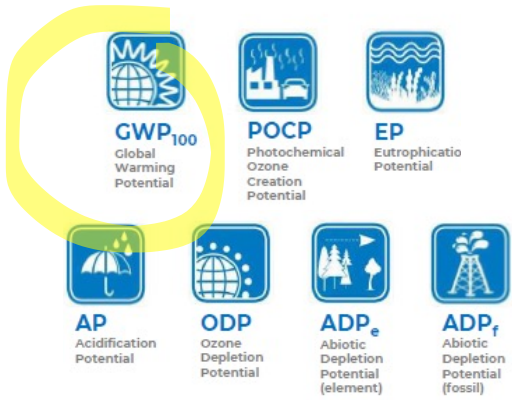 GWP100
Global
Warming
Potential
POCP
Photochemical
Ozone
Creation
Potential
EP
Eutrophicatio
Potential
AP
Acidification
Potential
ODP
Ozone
Depletion
Potential
ADPe
Abiotic
Depletion
Potential
(element)
ADPf
Abiotic
Depletion
Potential
(fossil)